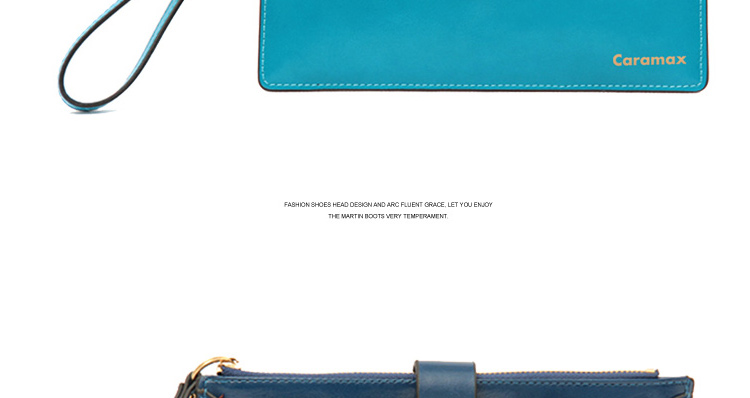 Caramax
FASHION SHOES HEAD DESIGN AND ARC FLUENT GRACE, LET YOU ENJOY
THE MARTIN BOOTS VERY TEMPERAMENT.